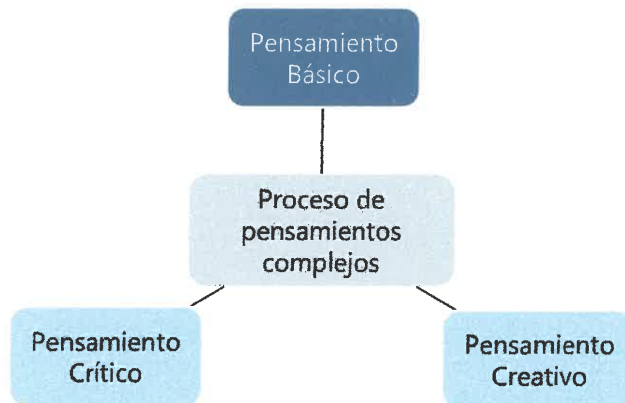 Pensamiento
Básico
Proceso de
pensamientos
complejos
Pensamiento
Crítico
Pensamiento
Creativo